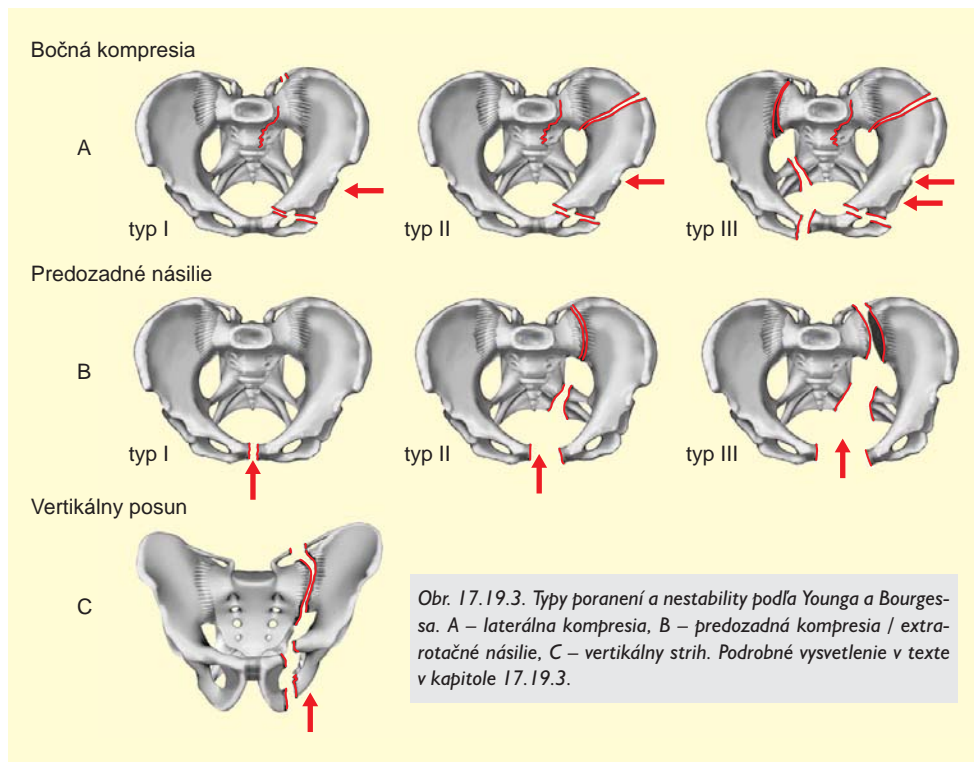 Bočná kompresia
A
typ I
typ II
typ III
Predozadné násilie
B
typ I
typ II
typ III
Vertikálny posun
C
Obr. 17.19.3. Typy poranení a nestability podľa Younga a Bourges-
sa. A – laterálna kompresia, B – predozadná kompresia / extra-
rotačné násilie, C – vertikálny strih. Podrobné vysvetlenie v texte
v kapitole 17.19.3.